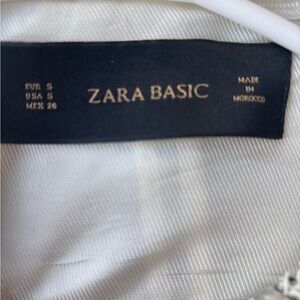 EUR S
USA S
MEX 26
ZARA BASIC
MADE
IN
MOROCCO